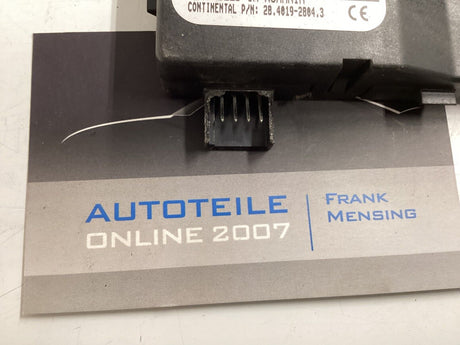 CONTINENTAL P/N: 28.4019-2804.3
CE
AUTOTEILE
ONLINE 2007
FRANK
MENSING